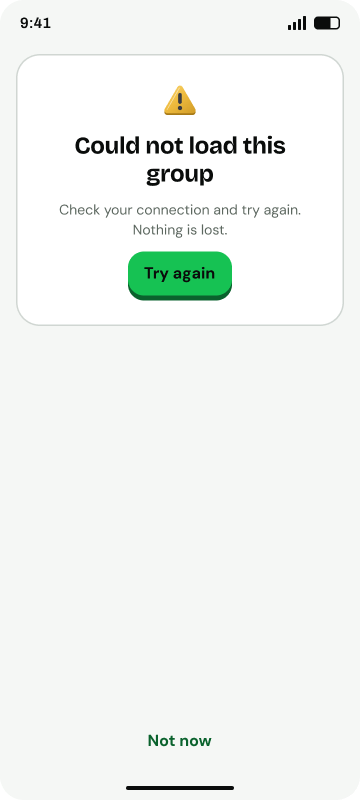 9:41
Could not load this
group
Check your connection and try again.
Nothing is lost.
Try again
Not now